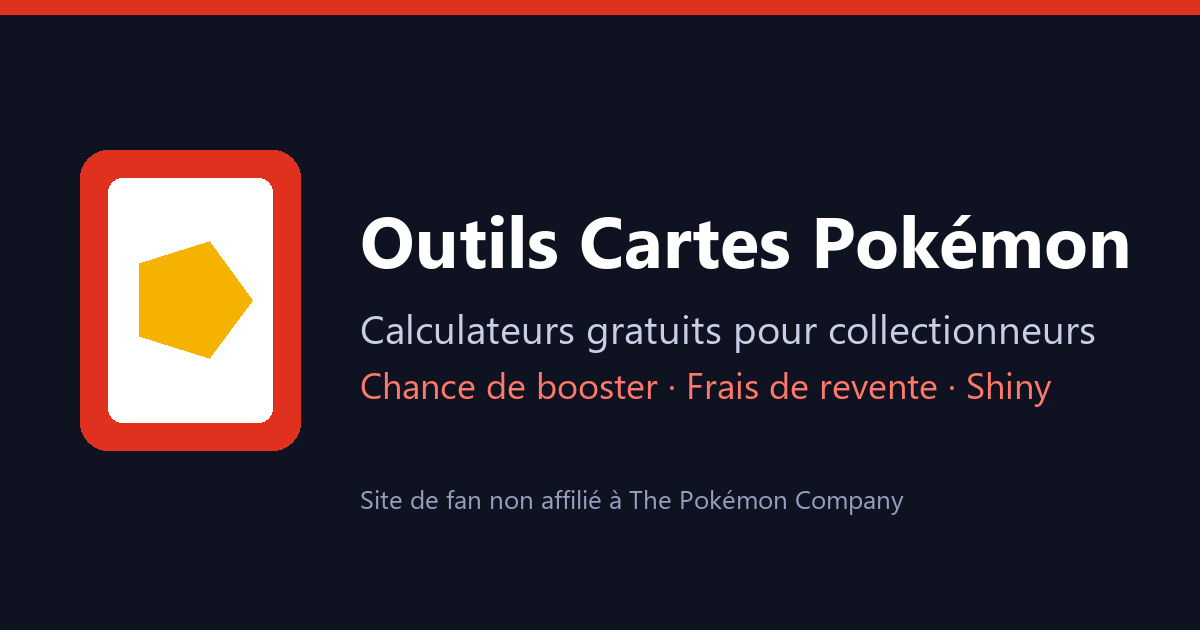 Outils Cartes Pokémon
Calculateurs gratuits pour collectionneurs
Chance de booster · Frais de revente · Shiny
Site de fan non affilié à The Pokémon Company